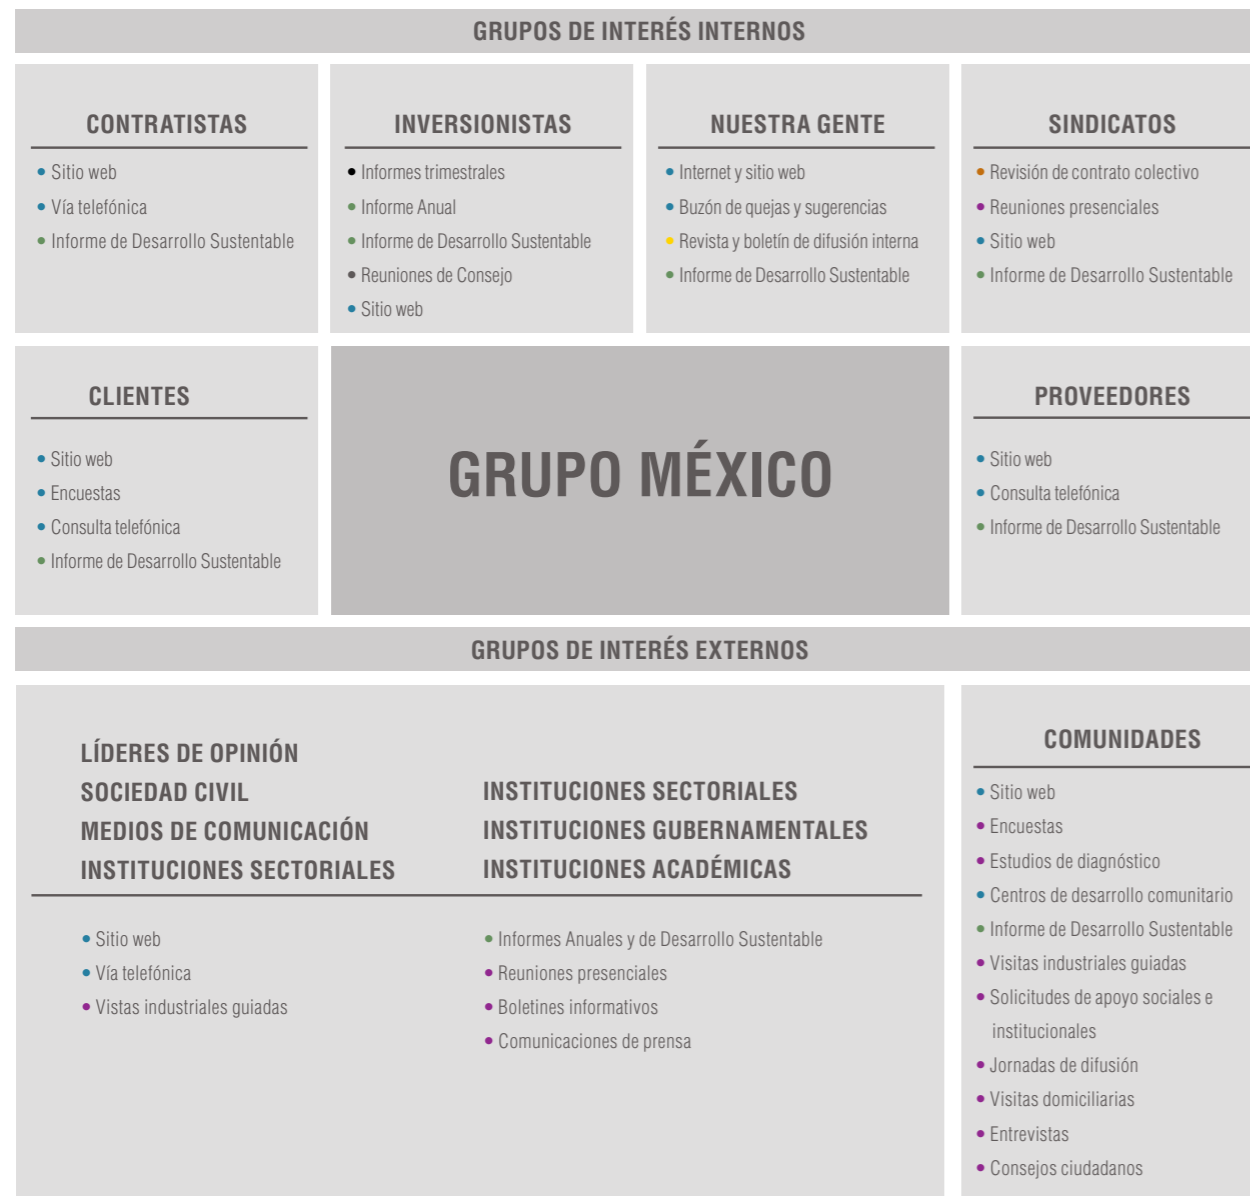 GRUPOS DE INTERÉS INTERNOS
CONTRATISTAS
• Sitio web
• Vía telefónica
• Informe de Desarrollo Sustentable
INVERSIONISTAS
• Informes trimestrales
• Informe Anual
• Informe de Desarrollo Sustentable
• Reuniones de Consejo
• Sitio web
NUESTRA GENTE
• Internet y sitio web
• Buzón de quejas y sugerencias
• Revista y boletín de difusión interna
• Informe de Desarrollo Sustentable
SINDICATOS
• Revisión de contrato colectivo
• Reuniones presenciales
• Sitio web
• Informe de Desarrollo Sustentable
CLIENTES
• Sitio web
• Encuestas
• Consulta telefónica
• Informe de Desarrollo Sustentable
GRUPO MÉXICO
PROVEEDORES
• Sitio web
• Consulta telefónica
• Informe de Desarrollo Sustentable
GRUPOS DE INTERÉS EXTERNOS
LÍDERES DE OPINIÓN
SOCIEDAD CIVIL
MEDIOS DE COMUNICACIÓN
INSTITUCIONES SECTORIALES
• Sitio web
• Vía telefónica
• Vistas industriales guiadas
INSTITUCIONES SECTORIALES
INSTITUCIONES GUBERNAMENTALES
INSTITUCIONES ACADÉMICAS
• Informes Anuales y de Desarrollo Sustentable
• Reuniones presenciales
• Boletines informativos
• Comunicaciones de prensa
COMUNIDADES
• Sitio web
• Encuestas
• Estudios de diagnóstico
• Centros de desarrollo comunitario
• Informe de Desarrollo Sustentable
• Visitas industriales guiadas
• Solicitudes de apoyo sociales e
institucionales
• Jornadas de difusión
• Visitas domiciliarias
• Entrevistas
• Consejos ciudadanos